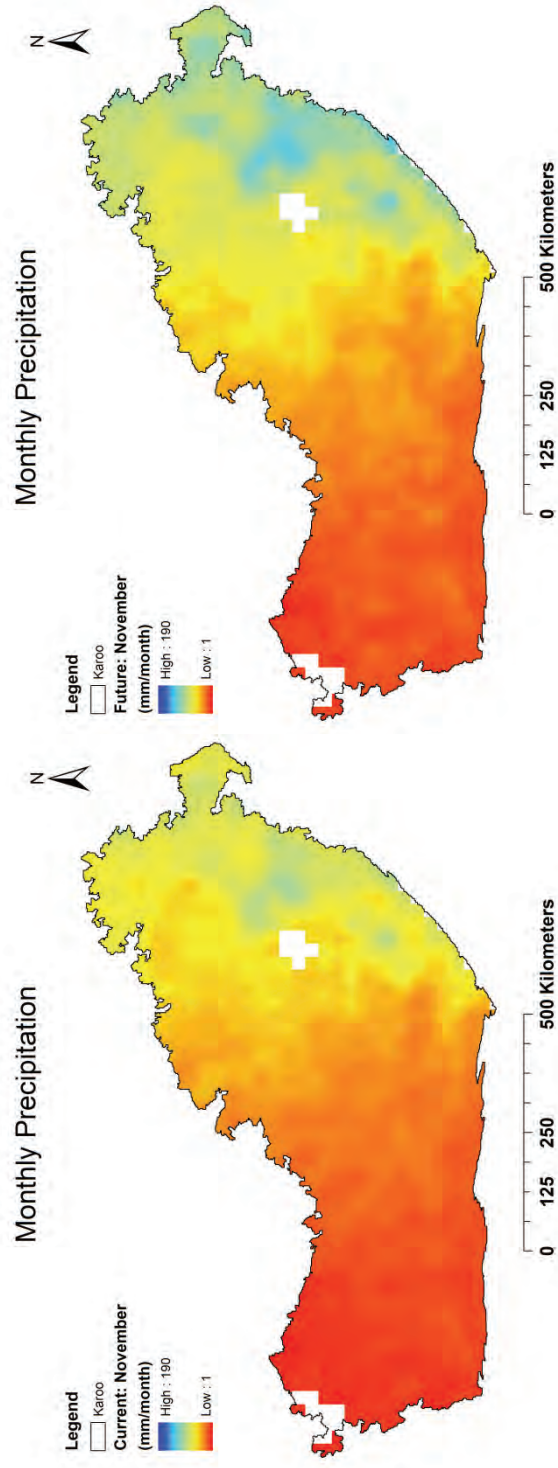 Monthly Precipitation
N
Legend
Karoo
Current: November
(mm/month)
High : 190
Low : 1
0 125 250 500 Kilometers
Monthly Precipitation
N
Legend
Karoo
Future: November
(mm/month)
High : 190
Low : 1
0 125 250 500 Kilometers